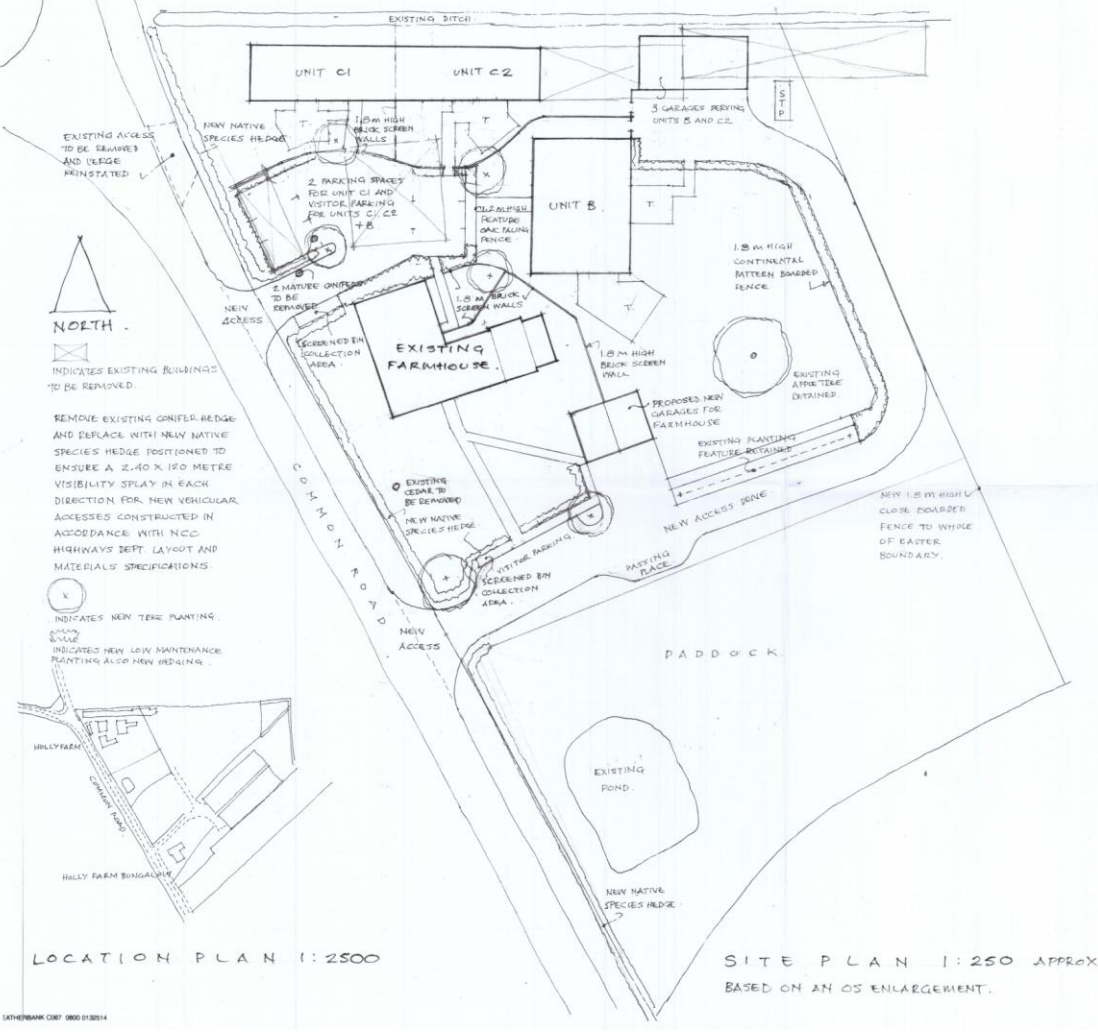 EXISTING DITCH
UNIT C1
UNIT C2
3 GARAGES SERVING
UNITS B AND C2
STP
EXISTING ACCESS
TO BE REMOVED
AND VERGE
REINSTATED
NEW NATIVE
SPECIES HEDGE
1.8 M HIGH
BRICK SCREEN
WALLS
T.
T.
2 PARKING SPACES
FOR UNIT C1 AND
VISITOR PARKING
FOR UNITS C1, C2
+ B
FEATURE
OAK PALING
FENCE
UNIT B
T.
T.
1.8 M HIGH
CONTINENTAL
PATTERN BOARDED
FENCE
NORTH.
2 MATURE CONIFERS
TO BE
REMOVED
NEW
ACCESS
1.8 M BRICK
SCREEN WALLS
SCREENED BIN
COLLECTION
AREA.
EXISTING
FARMHOUSE.
1.8 M HIGH
BRICK SCREEN
WALL
EXISTING
APPLE TREE
RETAINED.
INDICATES EXISTING BUILDINGS
TO BE REMOVED.
REMOVE EXISTING CONIFER HEDGE
AND REPLACE WITH NEW NATIVE
SPECIES HEDGE POSITIONED TO
ENSURE A 2.40 X 120 METRE
VISIBILITY SPLAY IN EACH
DIRECTION FOR NEW VEHICULAR
ACCESSES CONSTRUCTED IN
ACCORDANCE WITH NCC
HIGHWAYS DEPT. LAYOUT AND
MATERIALS SPECIFICATIONS.
INDICATES NEW TREE PLANTING.
INDICATES NEW LOW MAINTENANCE
PLANTING ALSO NEW HEDGING.
PROPOSED NEW
GARAGES FOR
FARMHOUSE
EXISTING PLANTING
FEATURE RETAINED
COMMON ROAD
EXISTING
CEDAR TO
BE REMOVED
NEW NATIVE
SPECIES HEDGE
VISITOR PARKING
SCREENED BIN
COLLECTION
AREA.
NEW ACCESS DRIVE
PASSING
PLACE.
NEW 1.8 M HIGH
CLOSE BOARDED
FENCE TO WHOLE
OF EASTER
BOUNDARY.
NEW
ACCESS
PADDOCK.
EXISTING
POND.
NEW NATIVE
SPECIES HEDGE
HOLLY FARM
COMMON ROAD.
HOLLY FARM BUNGALOW
LOCATION PLAN 1:2500
SITE PLAN 1:250 APPROX
BASED ON AN OS ENLARGEMENT.
C087 0800 0132514